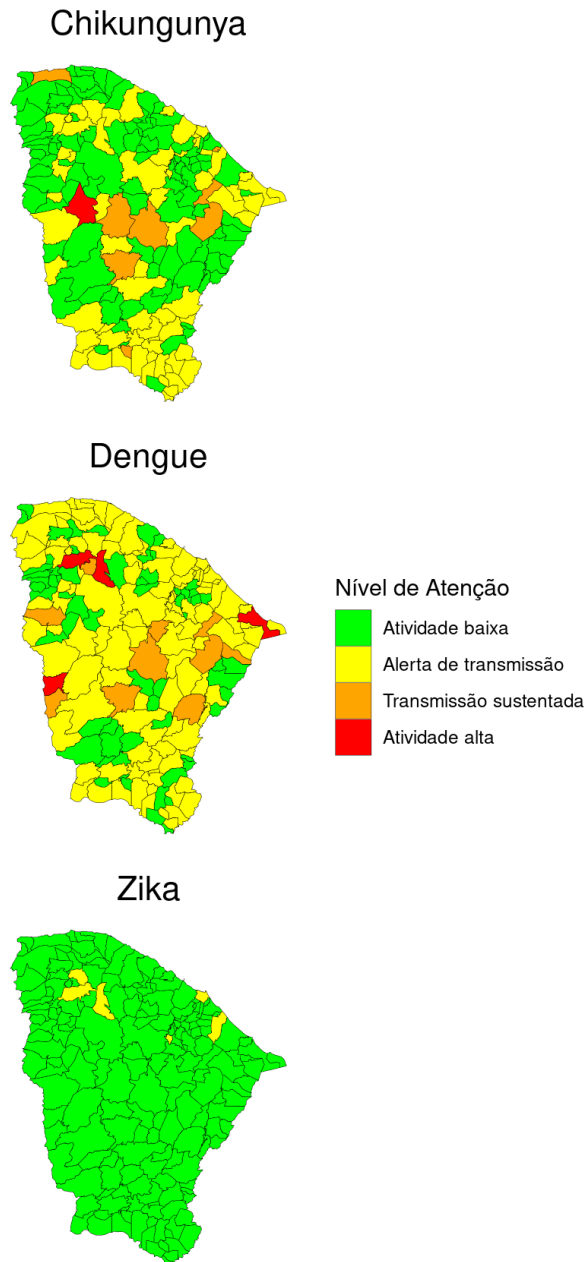 Chikungunya
Dengue
Nível de Atenção
Atividade baixa
Alerta de transmissão
Transmissão sustentada
Atividade alta
Zika